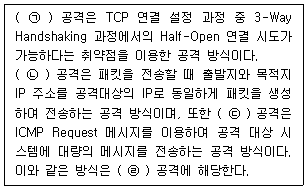 ( ㉠ ) 공격은 TCP 연결 설정 과정 중 3-Way
Handshaking 과정에서의 Half-Open 연결 시도가
가능하다는 취약점을 이용한 공격 방식이다.
( ㉡ ) 공격은 패킷을 전송할 때 출발지와 목적지
IP 주소를 공격대상의 IP로 동일하게 패킷을 생성
하여 전송하는 공격 방식이며, 또한 ( ㉢ ) 공격은
ICMP Request 메시지를 이용하여 공격 대상 시
스템에 대량의 메시지를 전송하는 공격 방식이다.
이와 같은 방식은 ( ㉣ ) 공격에 해당한다.